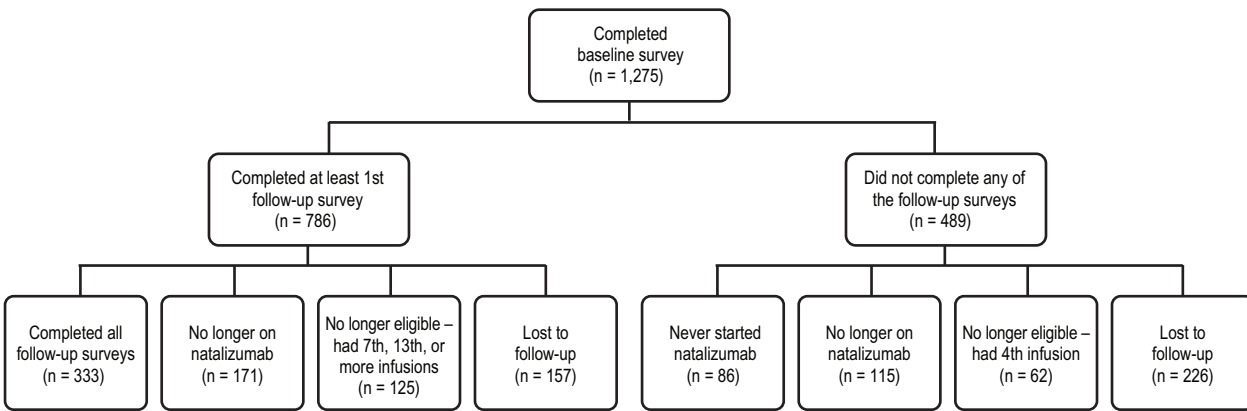 Completed
baseline survey
(n = 1,275)
Completed at least 1st
follow-up survey
(n = 786)
Did not complete any of
the follow-up surveys
(n = 489)
Completed all
follow-up surveys
(n = 333)
No longer on
natalizumab
(n = 171)
No longer eligible –
had 7th, 13th, or
more infusions
(n = 125)
Lost to
follow-up
(n = 157)
Never started
natalizumab
(n = 86)
No longer on
natalizumab
(n = 115)
No longer eligible –
had 4th infusion
(n = 62)
Lost to
follow-up
(n = 226)